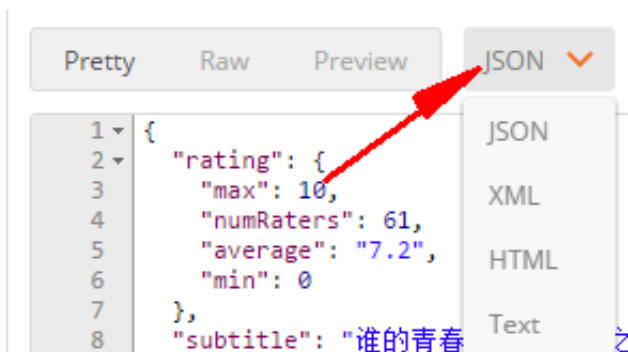 Pretty Raw Preview JSON
JSON
XML
HTML
Text
1 {
2 "rating": {
3 "max": 10,
4 "numRaters": 61,
5 "average": "7.2",
6 "min": 0
7 },
8 "subtitle": "谁的青春